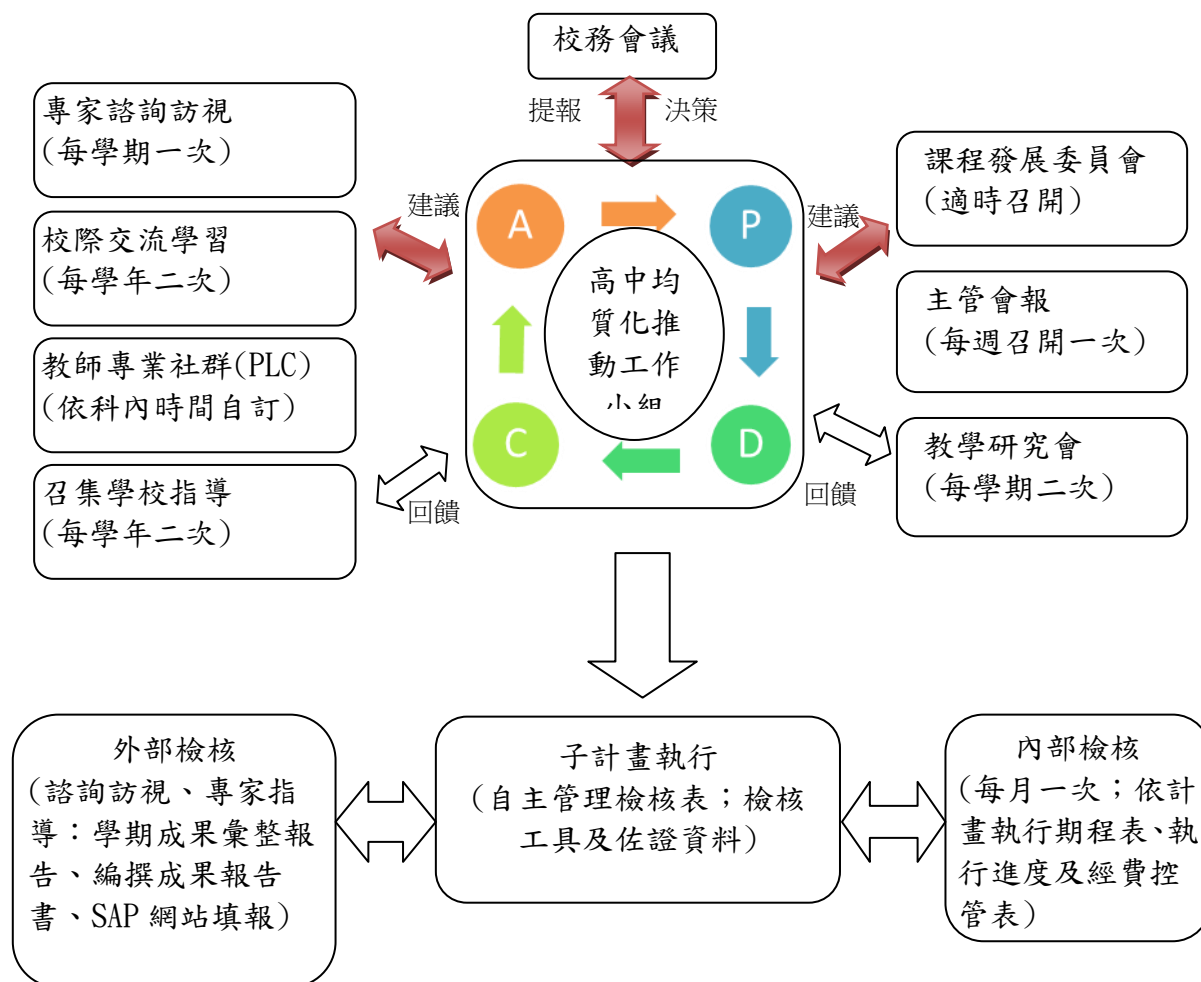 校務會議
提報
決策
專家諮詢訪視
(每學期一次)
建議
校際交流學習
(每學年二次)
教師專業社群(PLC)
(依科內時間自訂)
召集學校指導
(每學年二次)
回饋
A
P
C
D
高中均
質化推
動工作
小組
建議
課程發展委員會
(適時召開)
主管會報
(每週召開一次)
教學研究會
(每學期二次)
回饋
外部檢核
(諮詢訪視、專家指
導：學期成果彙整報
告、編撰成果報告
書、SAP 網站填報)
子計畫執行
(自主管理檢核表；檢核
工具及佐證資料)
內部檢核
(每月一次；依計
畫執行期程表、執
行進度及經費控
管表)